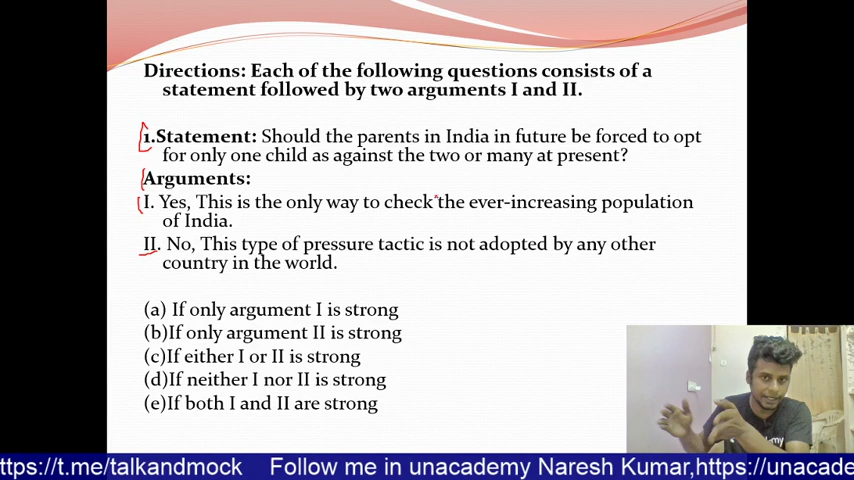 Directions: Each of the following questions consists of a
statement followed by two arguments I and II.
1.Statement: Should the parents in India in future be forced to opt
for only one child as against the two or many at present?
Arguments:
I. Yes, This is the only way to check the ever-increasing population
of India.
II. No, This type of pressure tactic is not adopted by any other
country in the world.
(a) If only argument I is strong
(b)If only argument II is strong
(c)If either I or II is strong
(d)If neither I nor II is strong
(e)If both I and II are strong
ttps://t.me/talkandmock Follow me in unacademy Naresh Kumar,https://unacade